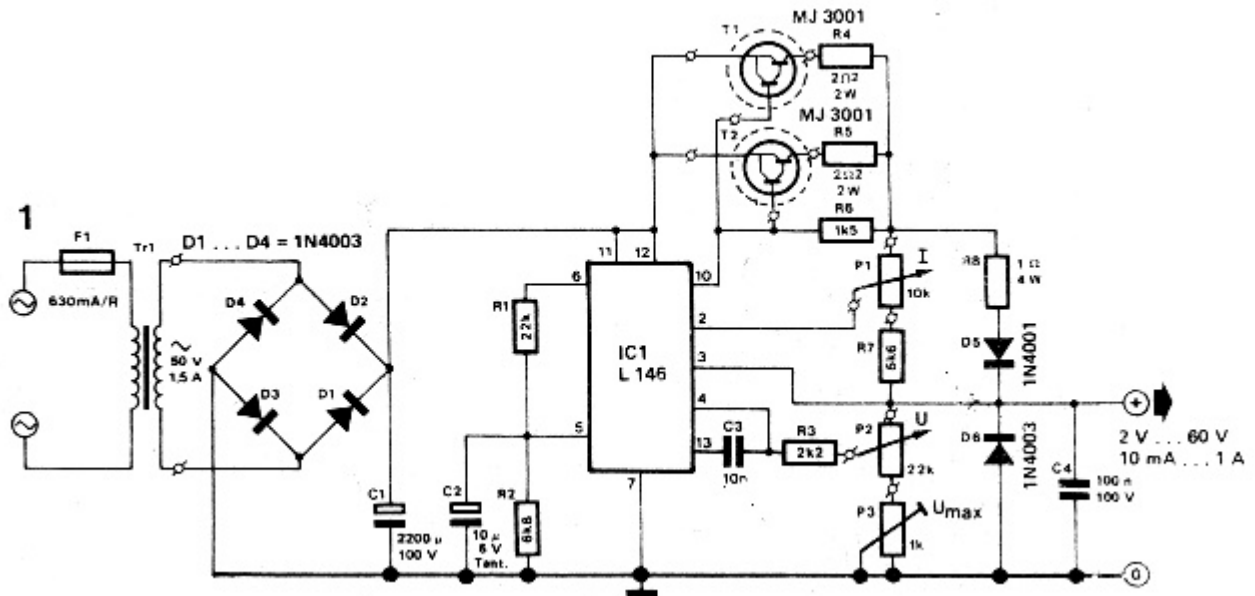 MJ 3001
T1
R4
2Ω2
2W
MJ 3001
T2
R5
2Ω2
2W
R6
1k5
1
F1
630mA/R
Tr1
D1 ... D4 = 1N4003
50 V
1,5 A
D4
D2
D3
D1
11
12
6
10
2
3
4
5
13
7
IC1
L 146
R1
22k
R2
6k8
C1
2200 µ
100 V
C2
10 µ
6 V
Tant.
C3
10n
R3
2k2
P1
I
10k
R7
5k6
P2
U
22k
P3
Umax
1k
R8
1 Ω
4 W
D5
1N4001
D6
1N4003
C4
100 n
100 V
+
2 V ... 60 V
10 mA ... 1 A
0